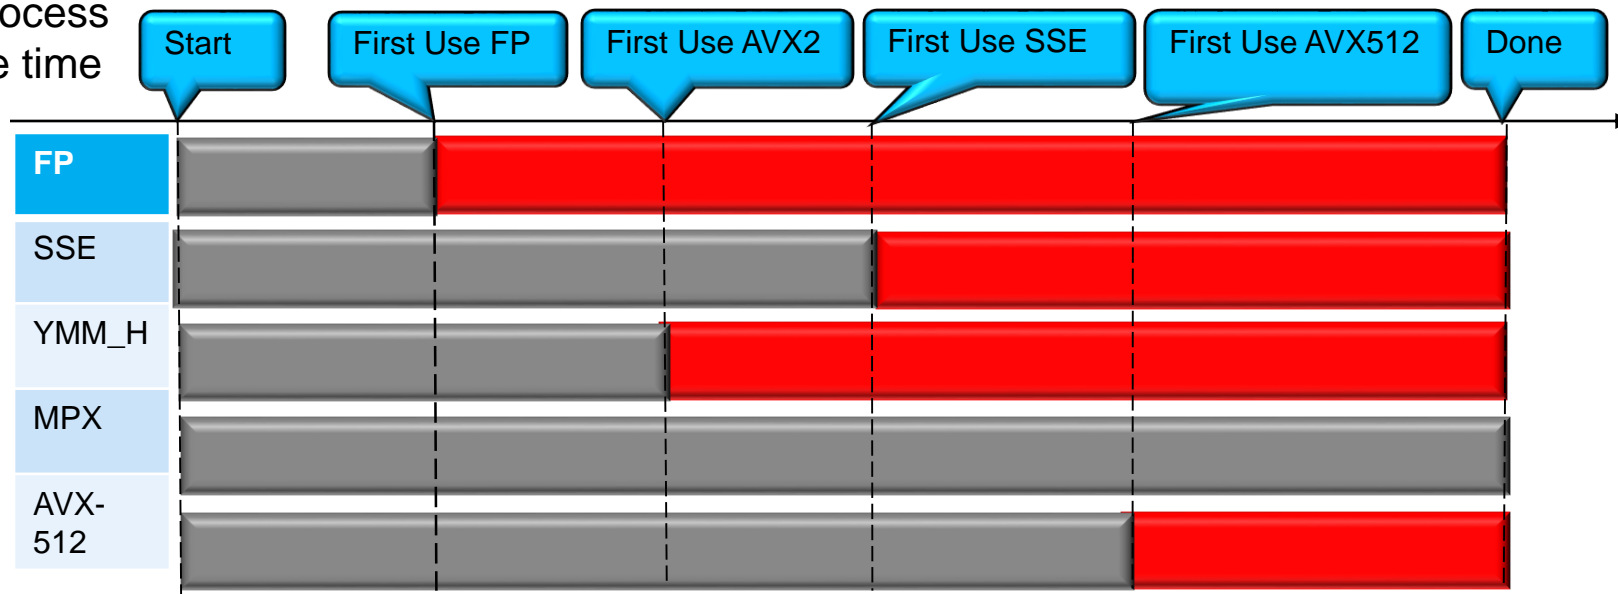 ocess
e time
Start
First Use FP
First Use AVX2
First Use SSE
First Use AVX512
Done
FP
SSE
YMM_H
MPX
AVX-
512